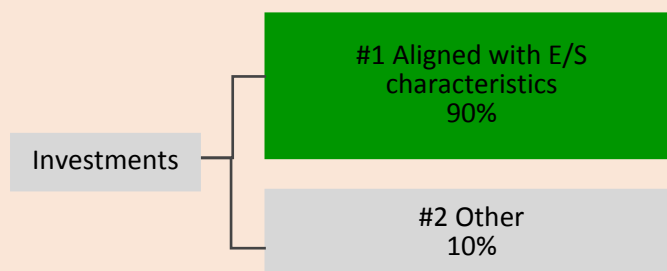 #1 Aligned with E/S
characteristics
90%
Investments
#2 Other
10%